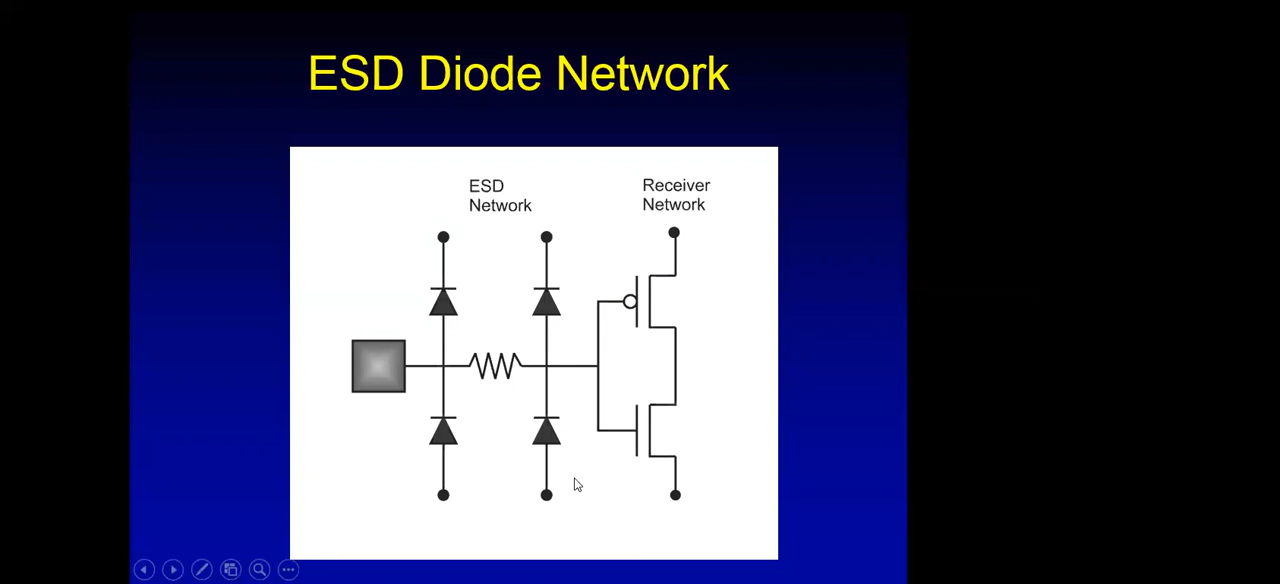 ESD Diode Network
ESD
Network
Receiver
Network